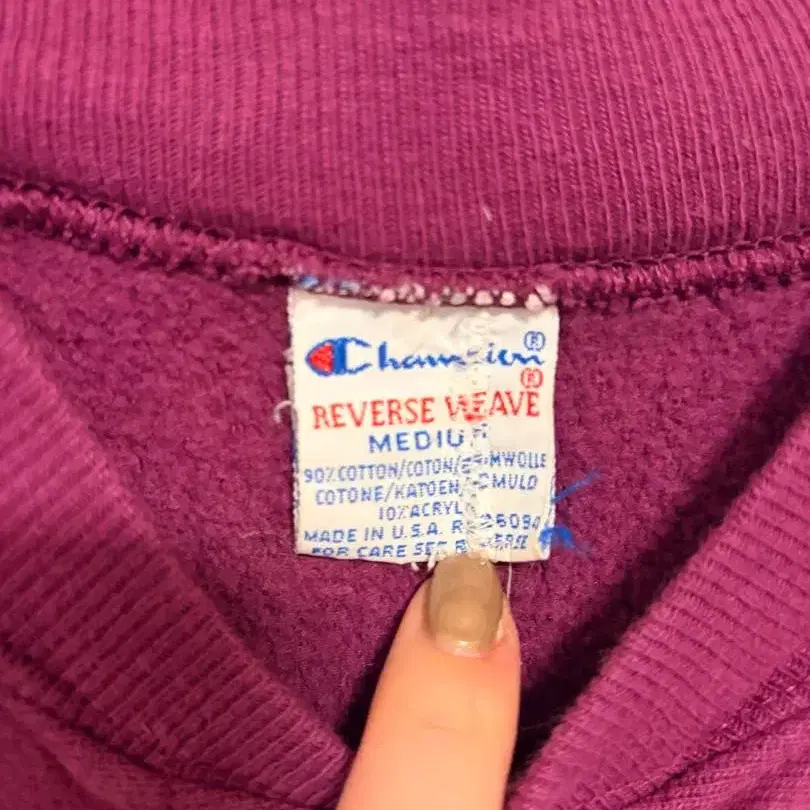 Champion®
REVERSE WEAVE®
MEDIUM
90% COTTON/COTON/
COTONE/KATOEN/
10% ACRYL
MADE IN U.S.A.
FOR CARE SEE